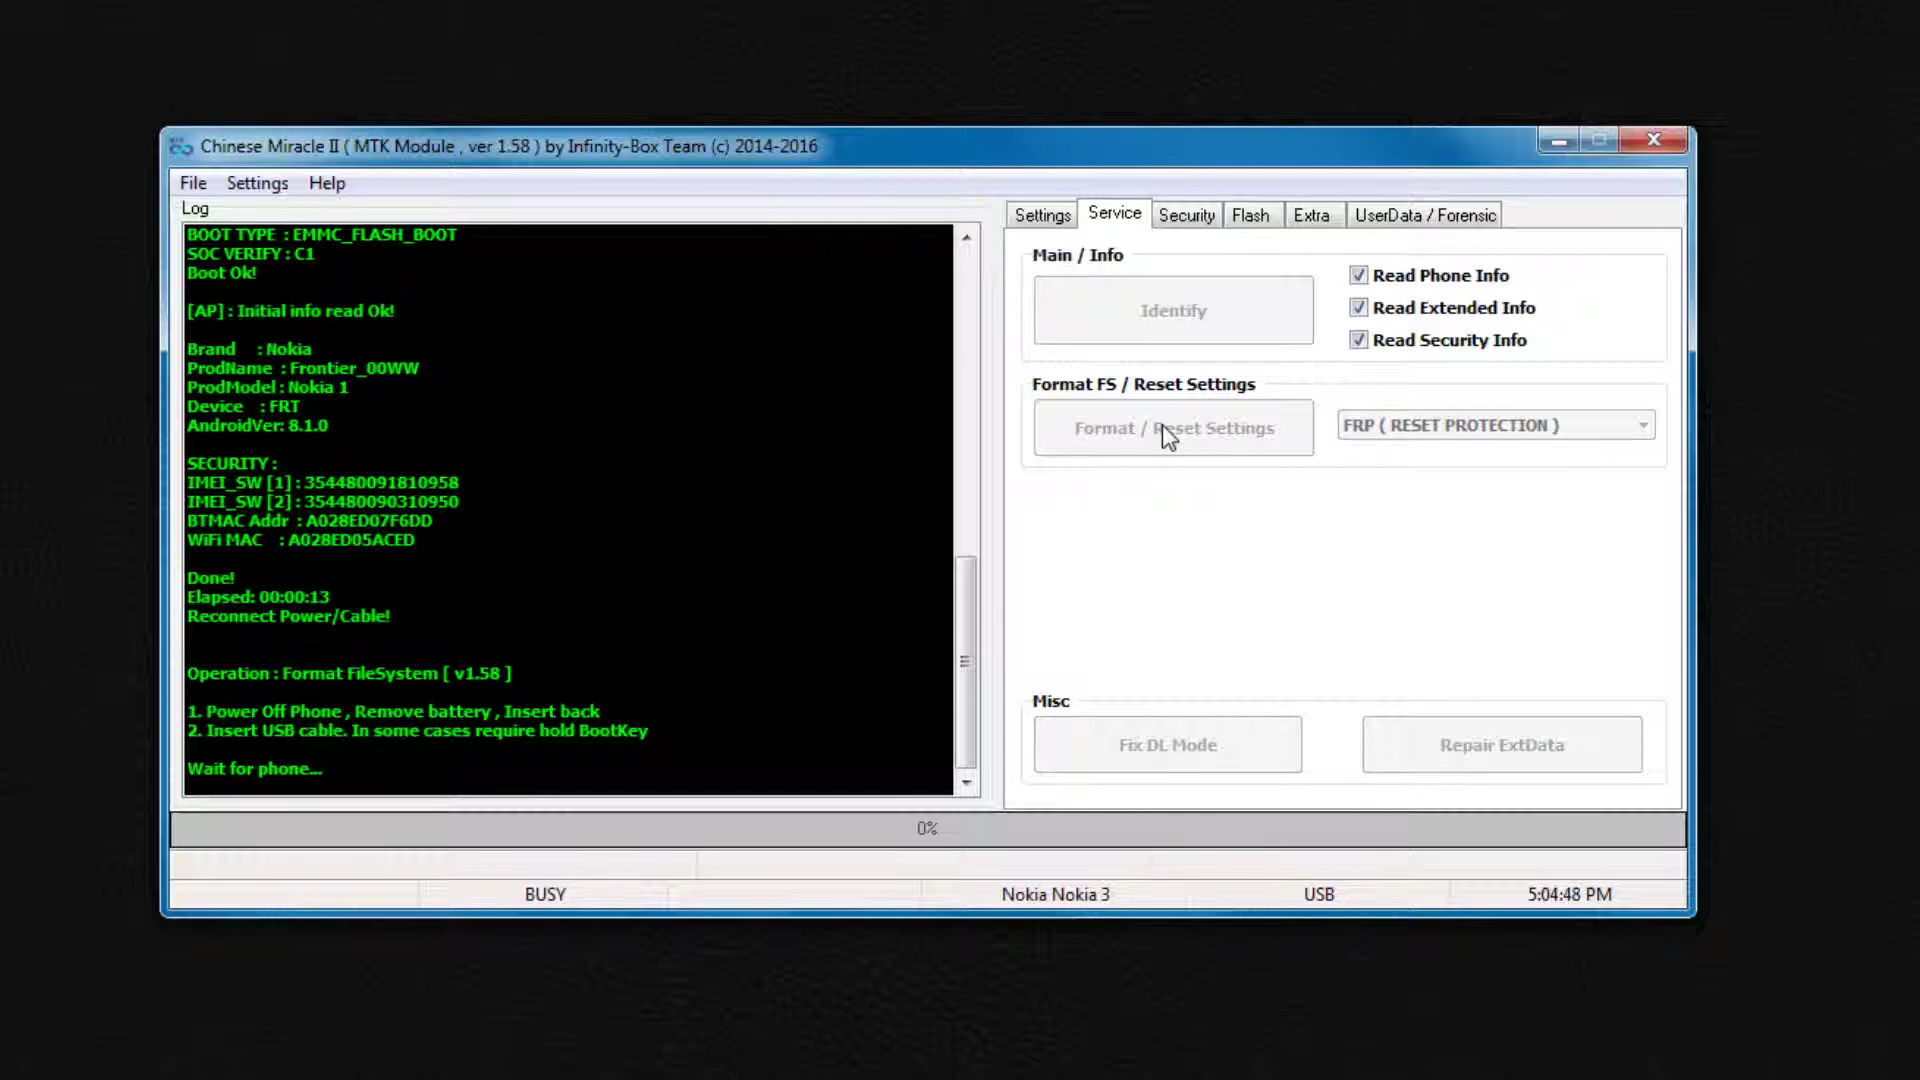 Chinese Miracle II ( MTK Module , ver 1.58 ) by Infinity-Box Team (c) 2014-2016
File Settings Help
Log
BOOT TYPE : EMMC_FLASH_BOOT
SOC VERIFY : C1
Boot Ok!
[AP] : Initial info read Ok!
Brand : Nokia
ProdName : Frontier_00WW
ProdModel : Nokia 1
Device : FRT
AndroidVer: 8.1.0
SECURITY :
IMEI_SW [1] : 354480091810958
IMEI_SW [2] : 354480090310950
BTMAC Addr : A028ED07F6DD
WiFi MAC : A028ED05ACED
Done!
Elapsed: 00:00:13
Reconnect Power/Cable!
Operation : Format FileSystem [ v1.58 ]
1. Power Off Phone , Remove battery , Insert back
2. Insert USB cable. In some cases require hold BootKey
Wait for phone...
Settings Service Security Flash Extra UserData / Forensic
Main / Info
Identify
Read Phone Info
Read Extended Info
Read Security Info
Format FS / Reset Settings
Format / Reset Settings
FRP ( RESET PROTECTION )
Misc
Fix DL Mode
Repair ExtData
0%
BUSY Nokia Nokia 3 USB 5:04:48 PM